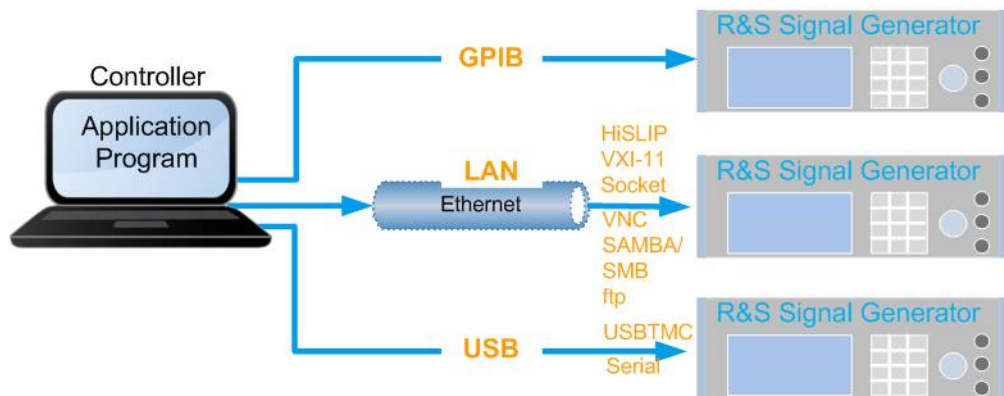 Controller
Application
Program
GPIB
R&S Signal Generator
LAN
Ethernet
HiSLIP
VXI-11
Socket
VNC
SAMBA/
SMB
ftp
R&S Signal Generator
USB
USBTMC
Serial
R&S Signal Generator